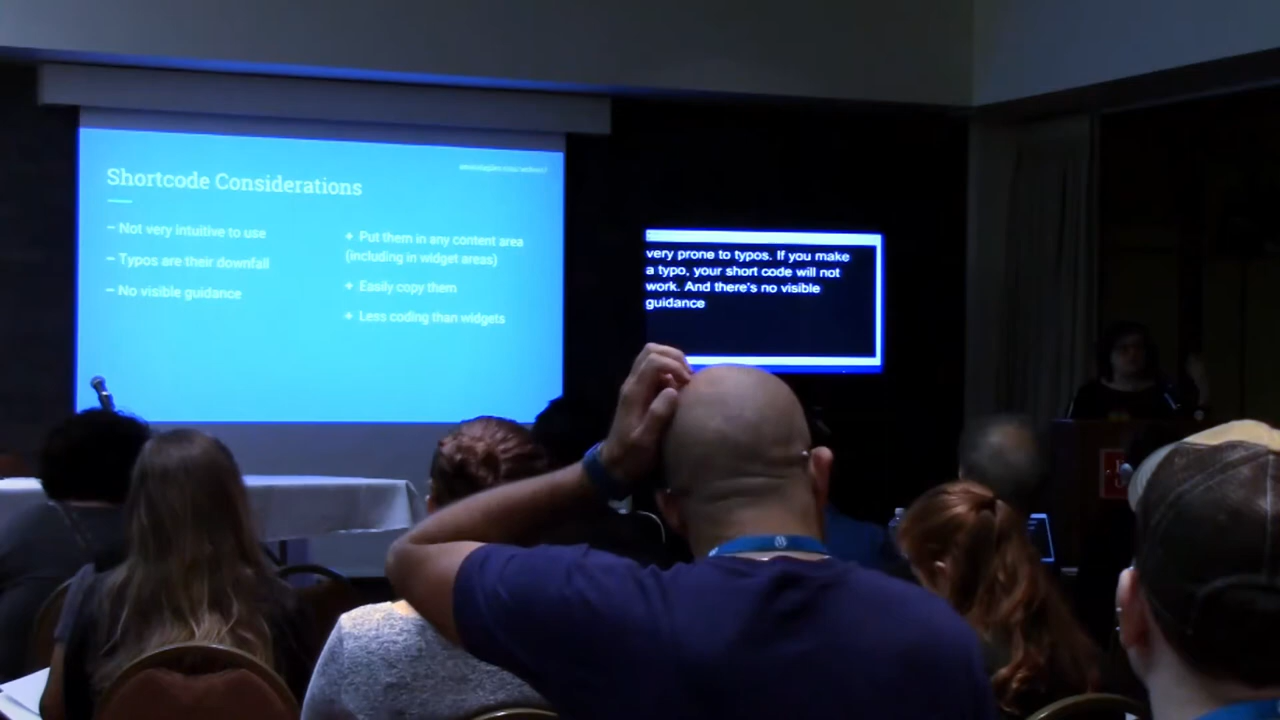 Shortcode Considerations
– Not very intuitive to use
– Typos are their downfall
– No visible guidance
+ Put them in any content area
(including in widget areas)
+ Easily copy them
+ Less coding than widgets
very prone to typos. If you make
a typo, your short code will not
work. And there's no visible
guidance